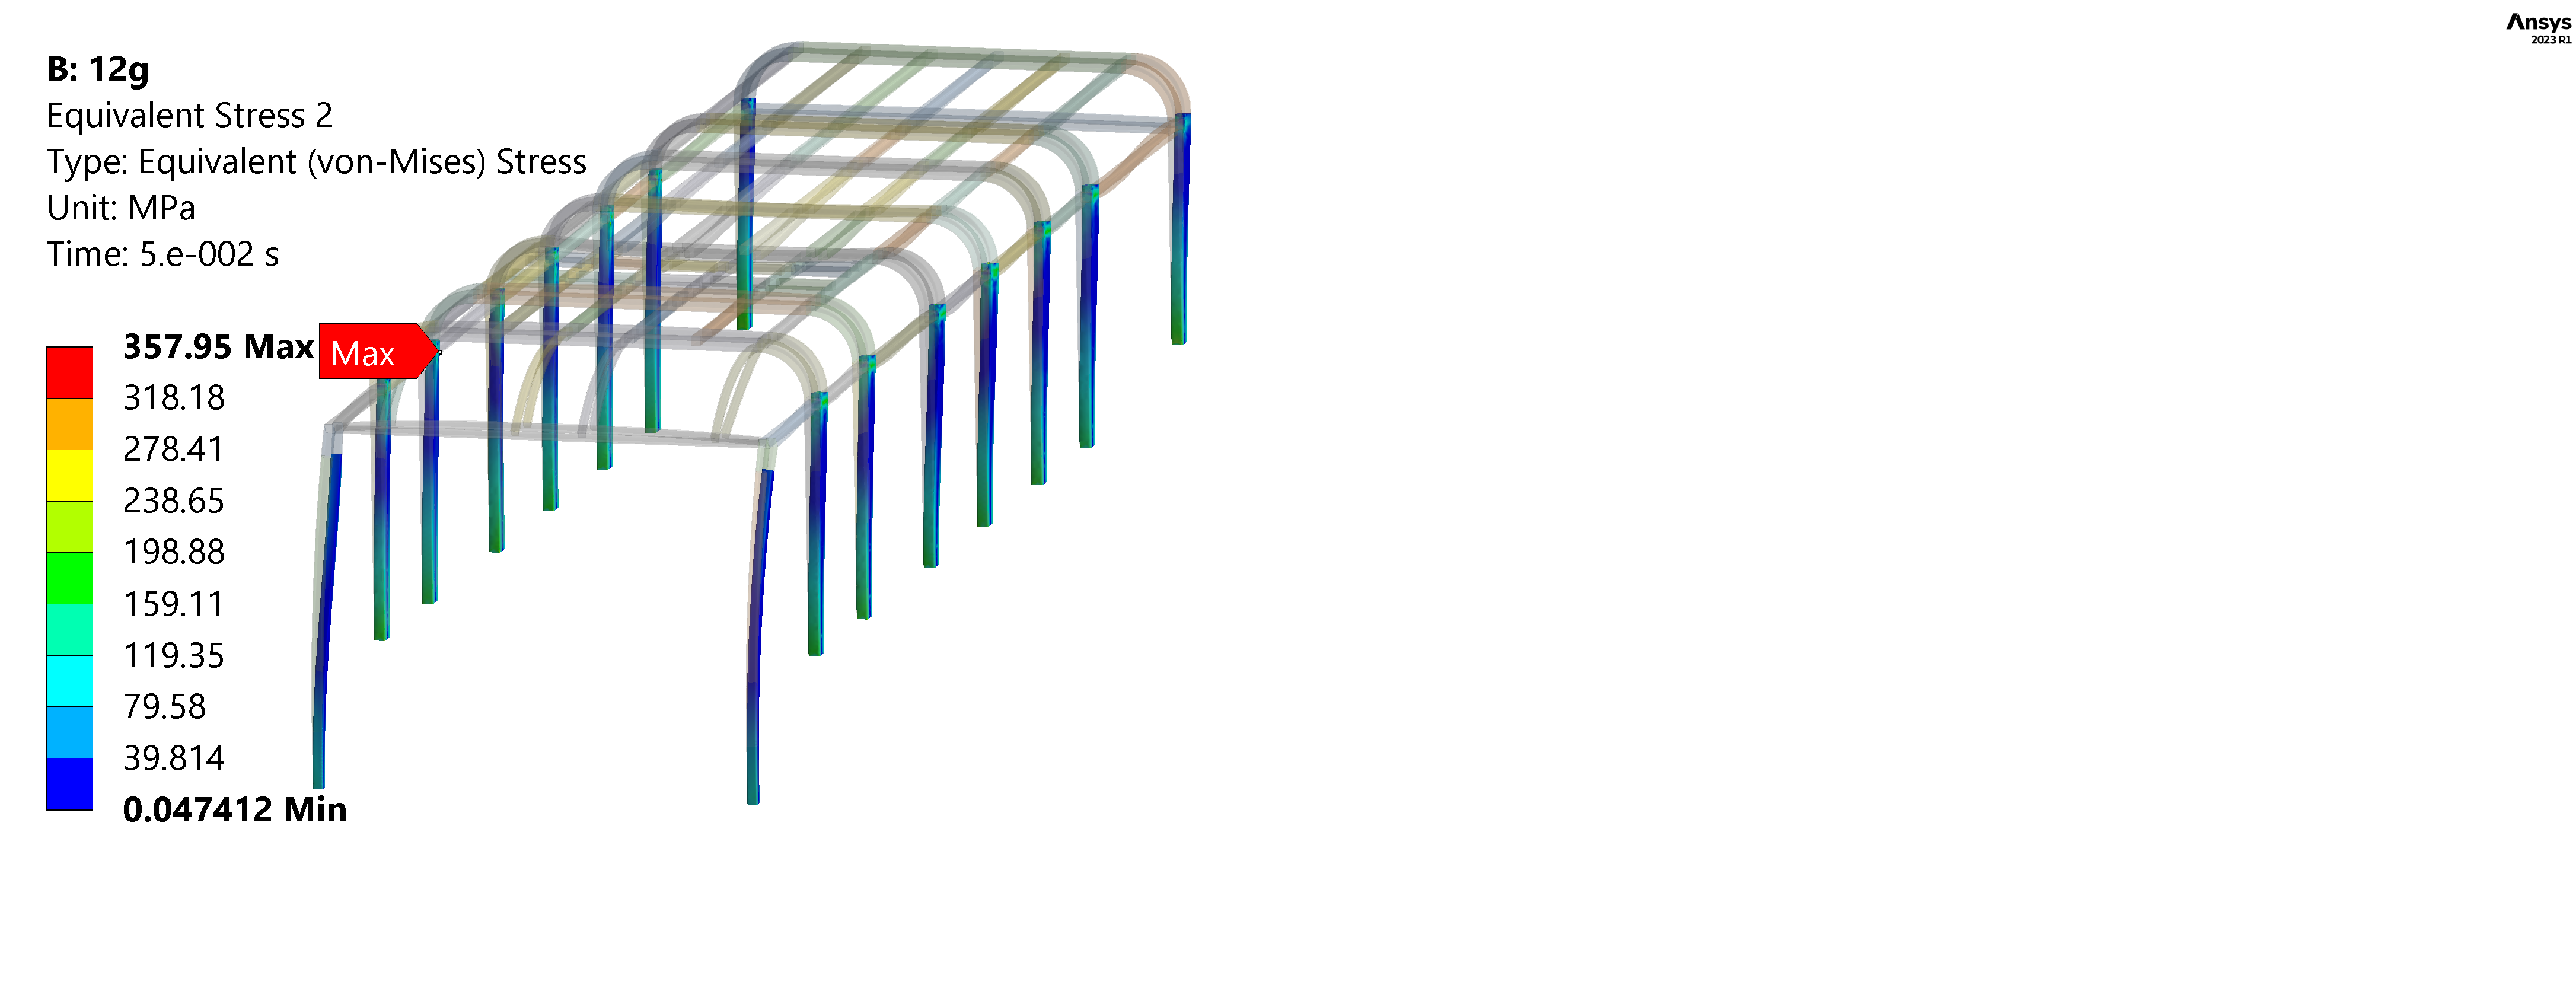 Ansys
2023 R1
B: 12g
Equivalent Stress 2
Type: Equivalent (von-Mises) Stress
Unit: MPa
Time: 5.e-002 s
357.95 Max
Max
318.18
278.41
238.65
198.88
159.11
119.35
79.58
39.814
0.047412 Min